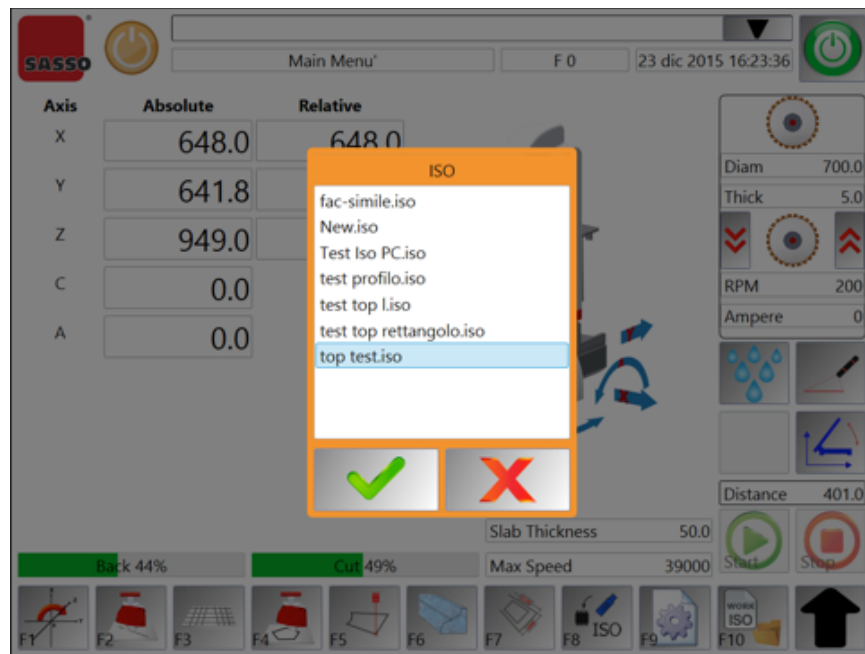 SASSO
Main Menu'
F 0
23 dic 2015 16:23:36
Axis Absolute Relative
X 648.0 648.0
Y 641.8
Z 949.0
C 0.0
A 0.0
ISO
fac-simile.iso
New.iso
Test Iso PC.iso
test profilo.iso
test top l.iso
test top rettangolo.iso
top test.iso
Diam 700.0
Thick 5.0
RPM 200
Ampere 0
Distance 401.0
Slab Thickness 50.0
Back 44%
Cut 49%
Max Speed 39000
Start
Stop
F1
F2
F3
F4
F5
F6
F7
F8 ISO
F9
WORK
ISO
F10